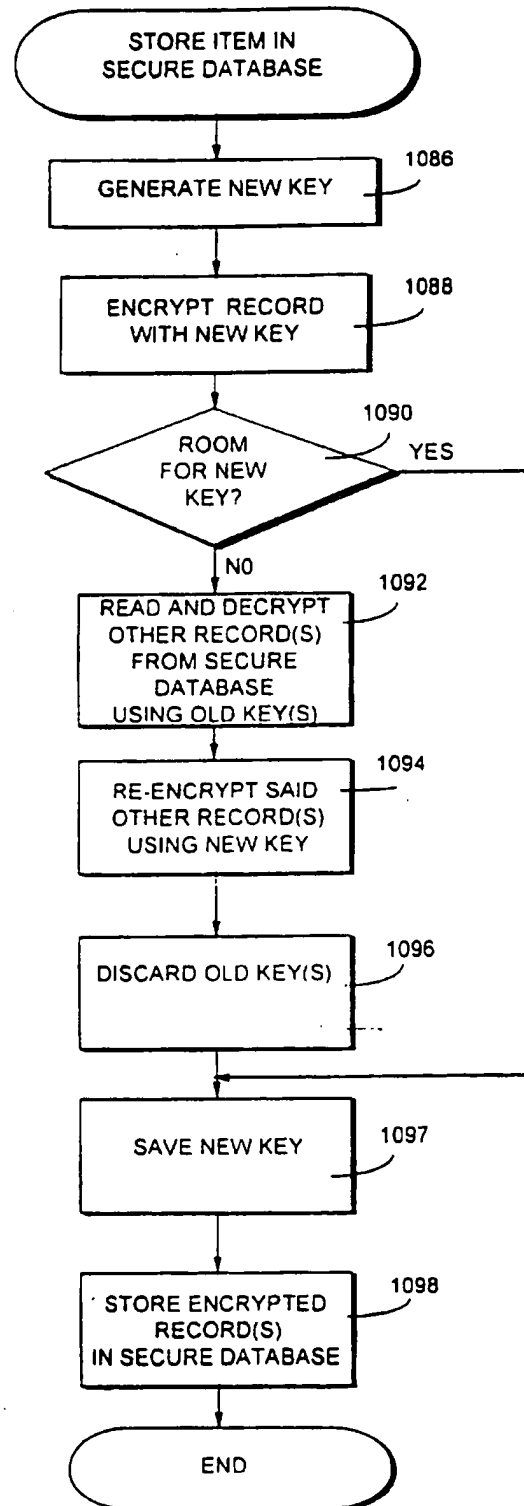 STORE ITEM IN
SECURE DATABASE
1086
GENERATE NEW KEY
1088
ENCRYPT RECORD
WITH NEW KEY
1090
ROOM
FOR NEW
KEY?
YES
NO
1092
READ AND DECRYPT
OTHER RECORD(S)
FROM SECURE
DATABASE
USING OLD KEY(S)
1094
RE-ENCRYPT SAID
OTHER RECORD(S)
USING NEW KEY
1096
DISCARD OLD KEY(S)
1097
SAVE NEW KEY
1098
STORE ENCRYPTED
RECORD(S)
IN SECURE DATABASE
END